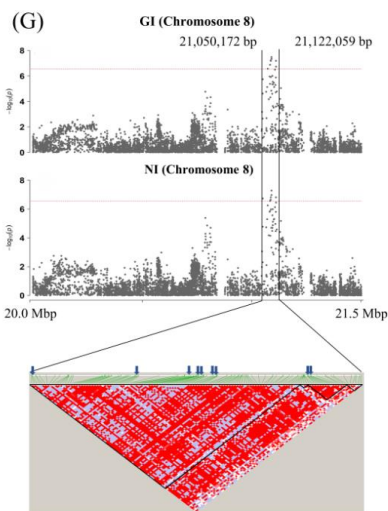 (G)
GI (Chromosome 8)
21,050,172 bp 21,122,059 bp
8
6
4
2
0
-log₁₀(p)
NI (Chromosome 8)
8
6
4
2
0
-log₁₀(p)
20.0 Mbp 21.5 Mbp